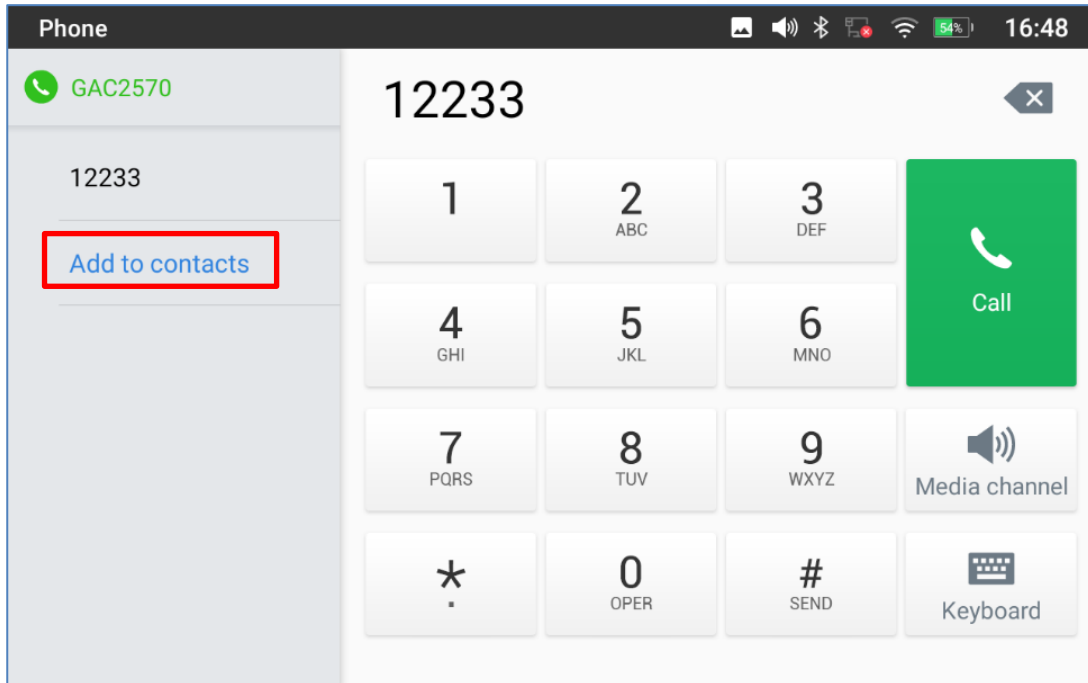 Phone
54%
16:48
GAC2570
12233
Add to contacts
12233
1
2
ABC
3
DEF
Call
4
GHI
5
JKL
6
MNO
7
PQRS
8
TUV
9
WXYZ
Media channel
*
.
0
OPER
#
SEND
Keyboard